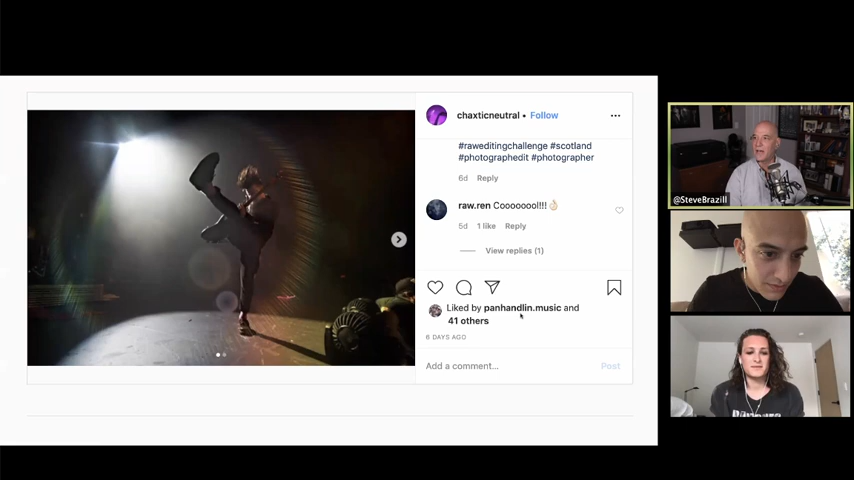 chaxticneutral • Follow
#raweditingchallenge #scotland
#photographedit #photographer
6d Reply
raw.ren Cooooooool!!!👌🏼
5d 1 like Reply
View replies (1)
Liked by panhandlin.music and
41 others
6 DAYS AGO
Add a comment... Post
@SteveBrazill